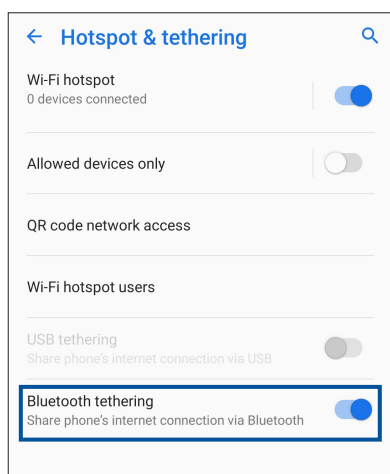 Hotspot & tethering
Wi-Fi hotspot
0 devices connected
Allowed devices only
QR code network access
Wi-Fi hotspot users
USB tethering
Share phone's internet connection via USB
Bluetooth tethering
Share phone's internet connection via Bluetooth